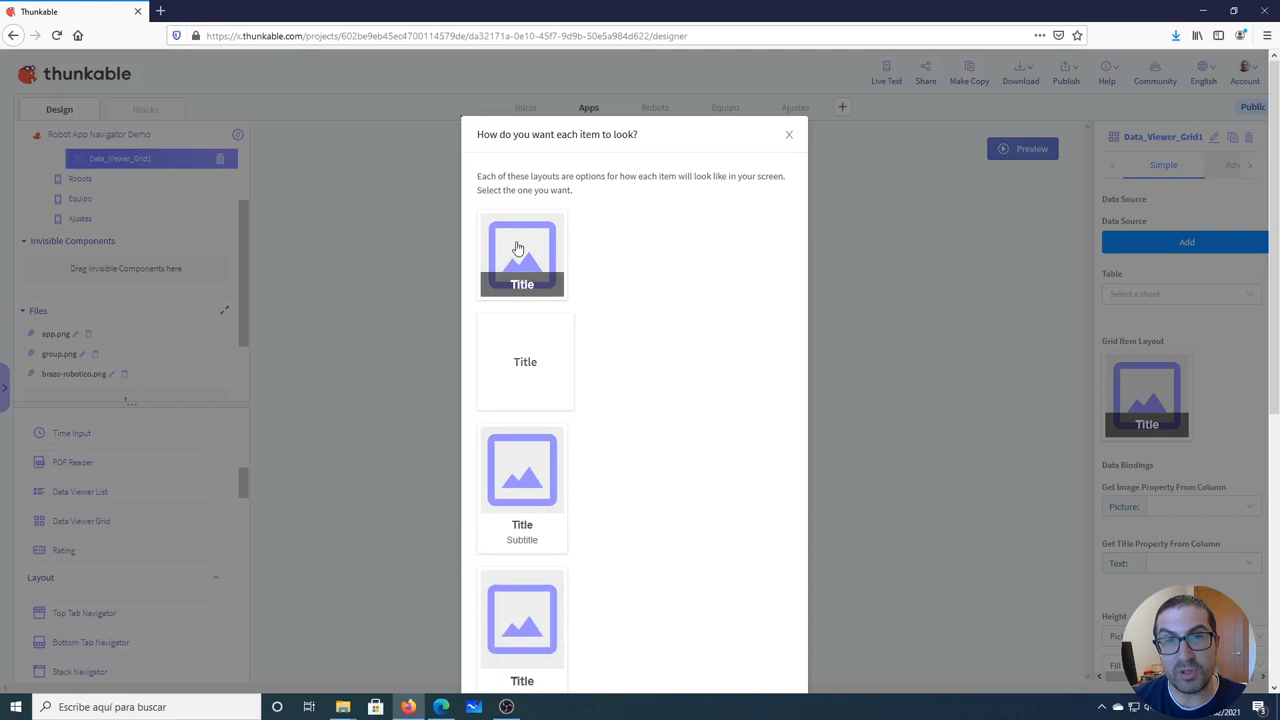 Thunkable
https://x.thunkable.com/projects/602be9eb45ec4700114579de/da32171a-0e10-45f7-9d9b-50e5a984d622/designer
thunkable
Live Test
Share
Make Copy
Download
Publish
Help
Community
English
Account
Design
Blocks
Inicio
Apps
Robots
Equipo
Ajustes
Public
Robot App Navigator Demo
Data_Viewer_Grid1
Robots
Equipo
Ajustes
Invisible Components
Drag Invisible Components here
Files
app.png
group.png
brazo-robotico.png
Time Input
PDF Reader
Data Viewer List
Data Viewer Grid
Rating
Layout
Top Tab Navigator
Bottom Tab Navigator
Stack Navigator
How do you want each item to look?
Each of these layouts are options for how each item will look like in your screen.
Select the one you want.
Title
Title
Title
Subtitle
Title
Preview
Data_Viewer_Grid1
Simple
Adv
Data Source
Data Source
Add
Table
Select a sheet
Grid Item Layout
Title
Data Bindings
Get Image Property From Column
Picture:
Get Title Property From Column
Text:
Height
Escribe aquí para buscar